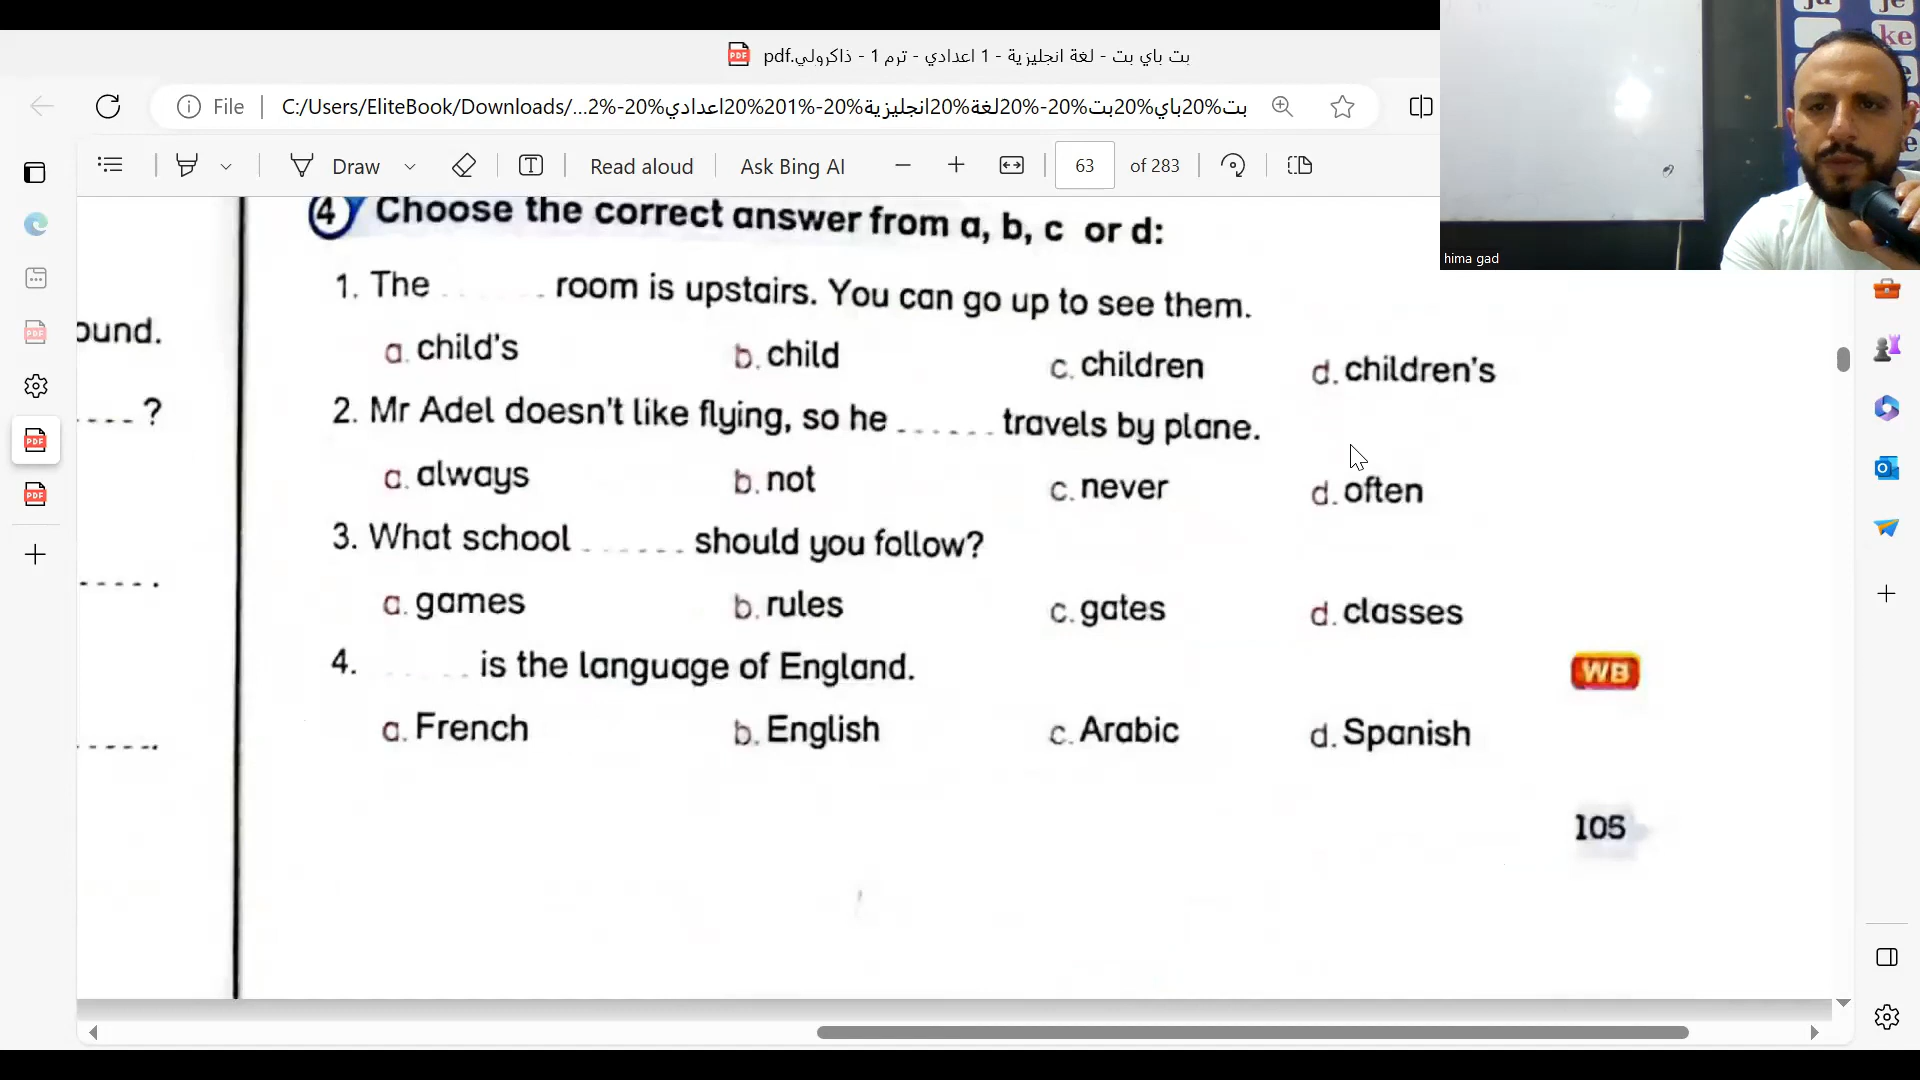 بت باي بت - لغة انجليزية - 1 اعدادي - ترم 1 - ذاكرولي.pdf
File
C:/Users/EliteBook/Downloads/...2%-20%بت%20باي%20بت%20-%20لغة%20انجليزية%20-%201%20اعدادي
Draw
Read aloud
Ask Bing AI
63
of 283
ke
hima gad
4 Choose the correct answer from a, b, c or d:
1. The ...... room is upstairs. You can go up to see them.
a. child's b. child c. children d. children's
2. Mr Adel doesn't like flying, so he ...... travels by plane.
a. always b. not c. never d. often
3. What school ...... should you follow?
a. games b. rules c. gates d. classes
4. ...... is the language of England.
WB
a. French b. English c. Arabic d. Spanish
105
ound.
---- ?
-----.
-----.